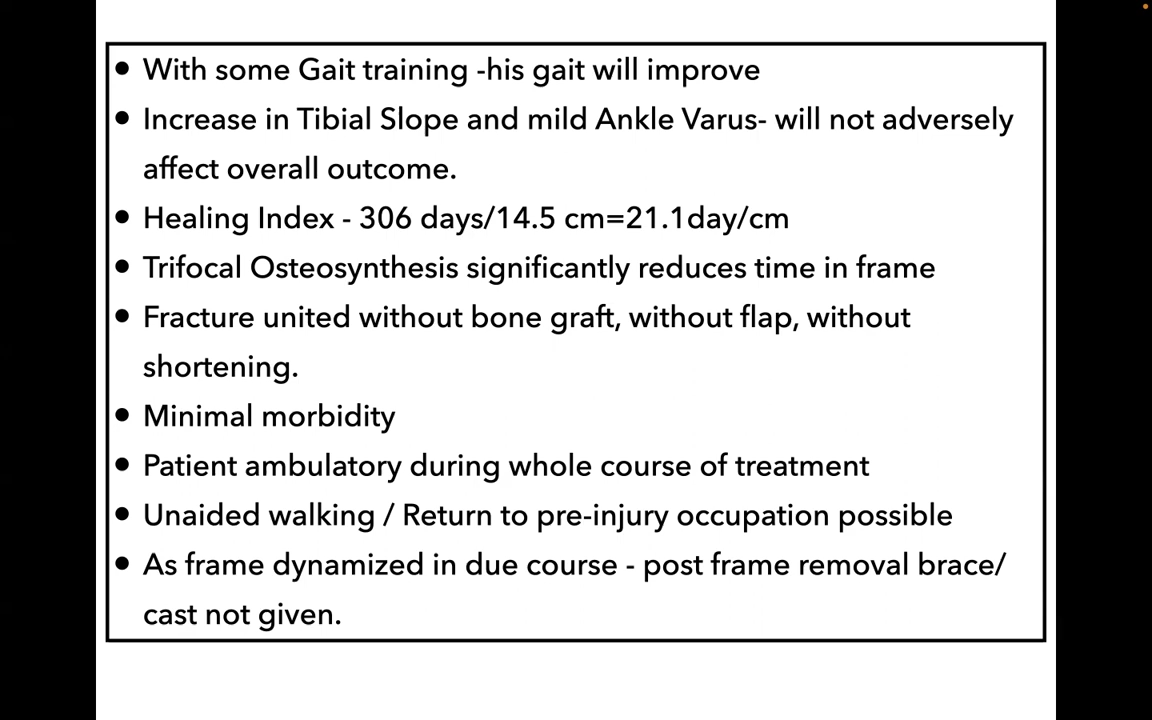 • With some Gait training -his gait will improve
• Increase in Tibial Slope and mild Ankle Varus- will not adversely
affect overall outcome.
• Healing Index - 306 days/14.5 cm=21.1day/cm
• Trifocal Osteosynthesis significantly reduces time in frame
• Fracture united without bone graft, without flap, without
shortening.
• Minimal morbidity
• Patient ambulatory during whole course of treatment
• Unaided walking / Return to pre-injury occupation possible
• As frame dynamized in due course - post frame removal brace/
cast not given.